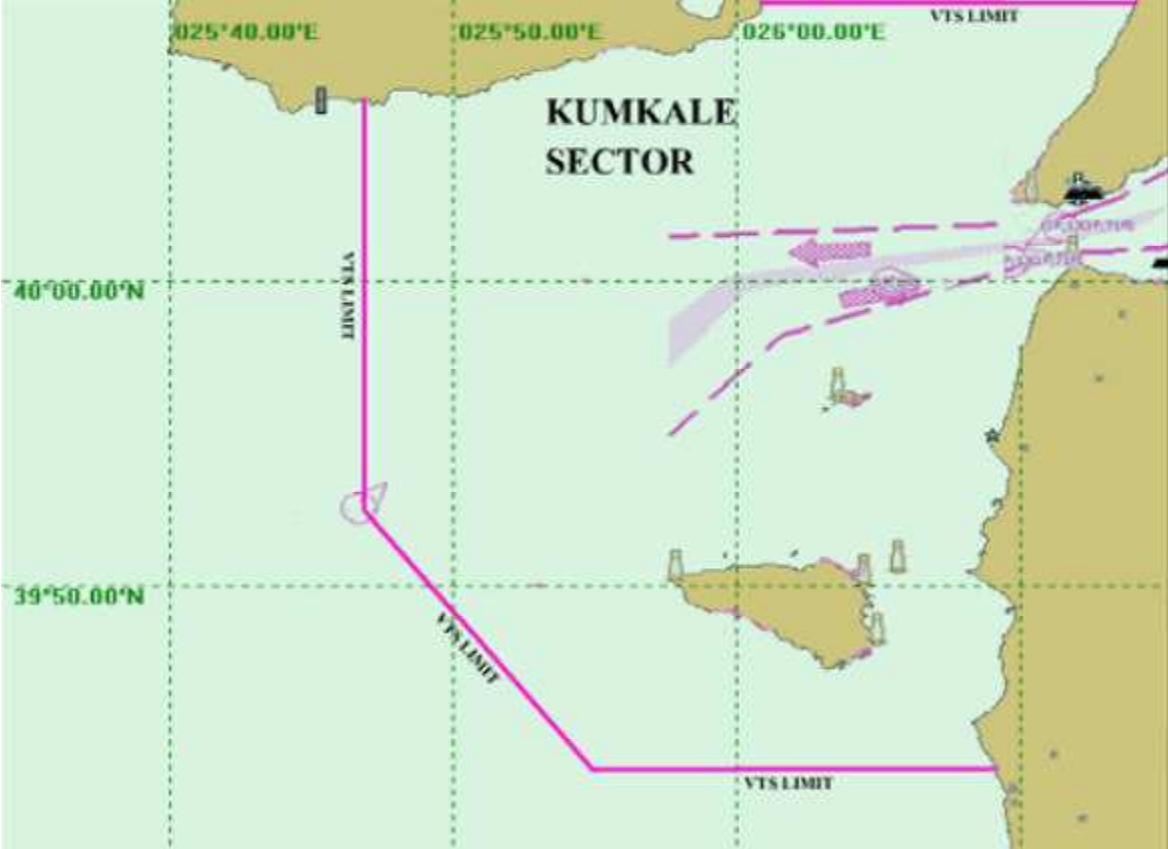 VTS LIMIT
025°40.00'E
025°50.00'E
026°00.00'E
KUMKALE
SECTOR
VTS LIMIT
40°00.00'N
39°50.00'N
VTS LIMIT
VTS LIMIT